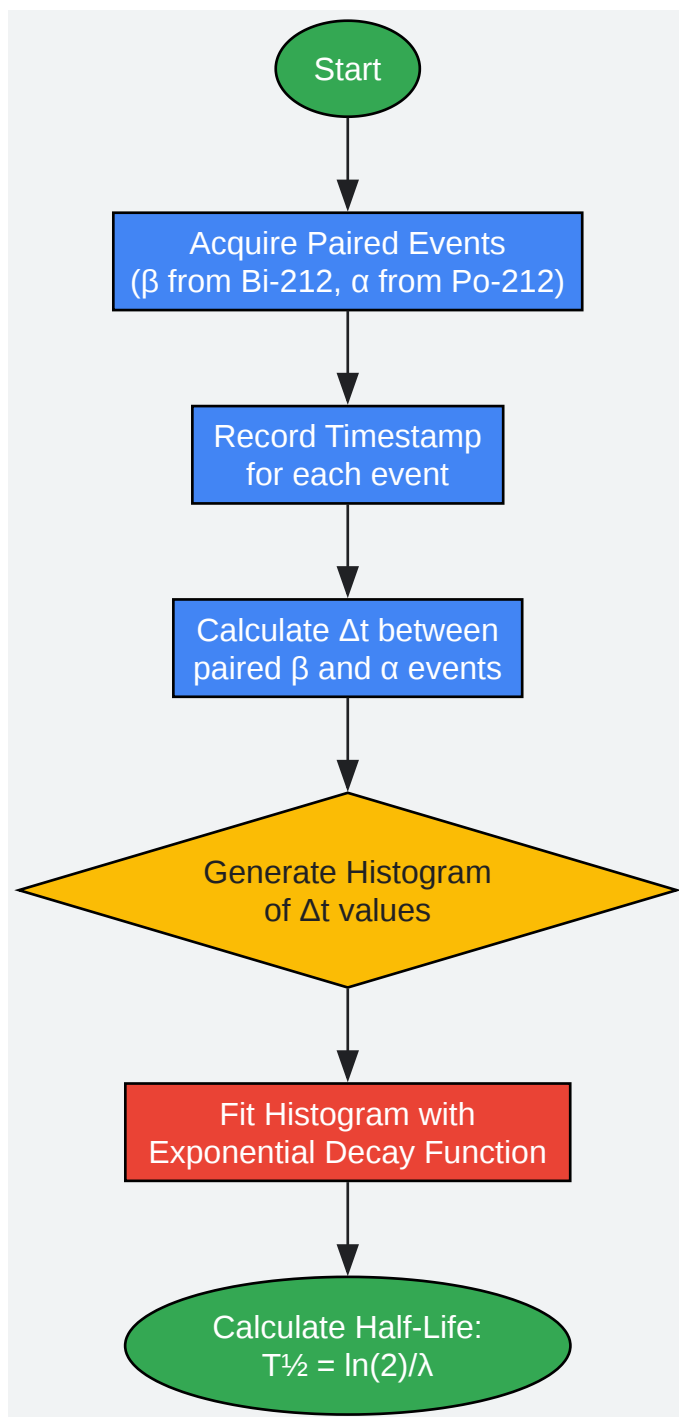 Start
Acquire Paired Events
(β from Bi-212, α from Po-212)
Record Timestamp
for each event
Calculate Δt between
paired β and α events
Generate Histogram
of Δt values
Fit Histogram with
Exponential Decay Function
Calculate Half-Life:
T½ = ln(2)/λ